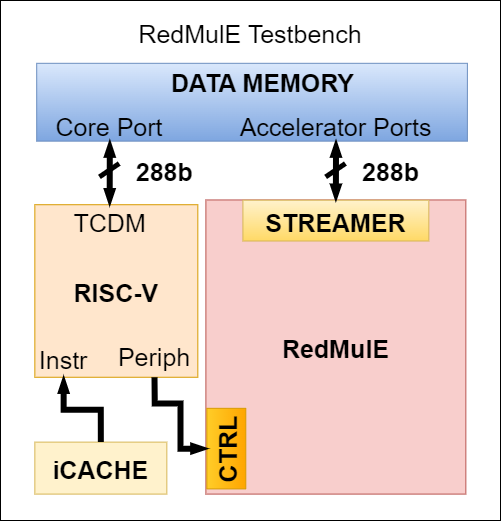 RedMulE Testbench
DATA MEMORY
Core Port
Accelerator Ports
288b
288b
TCDM
STREAMER
RISC-V
RedMulE
Instr
Periph
CTRL
iCACHE